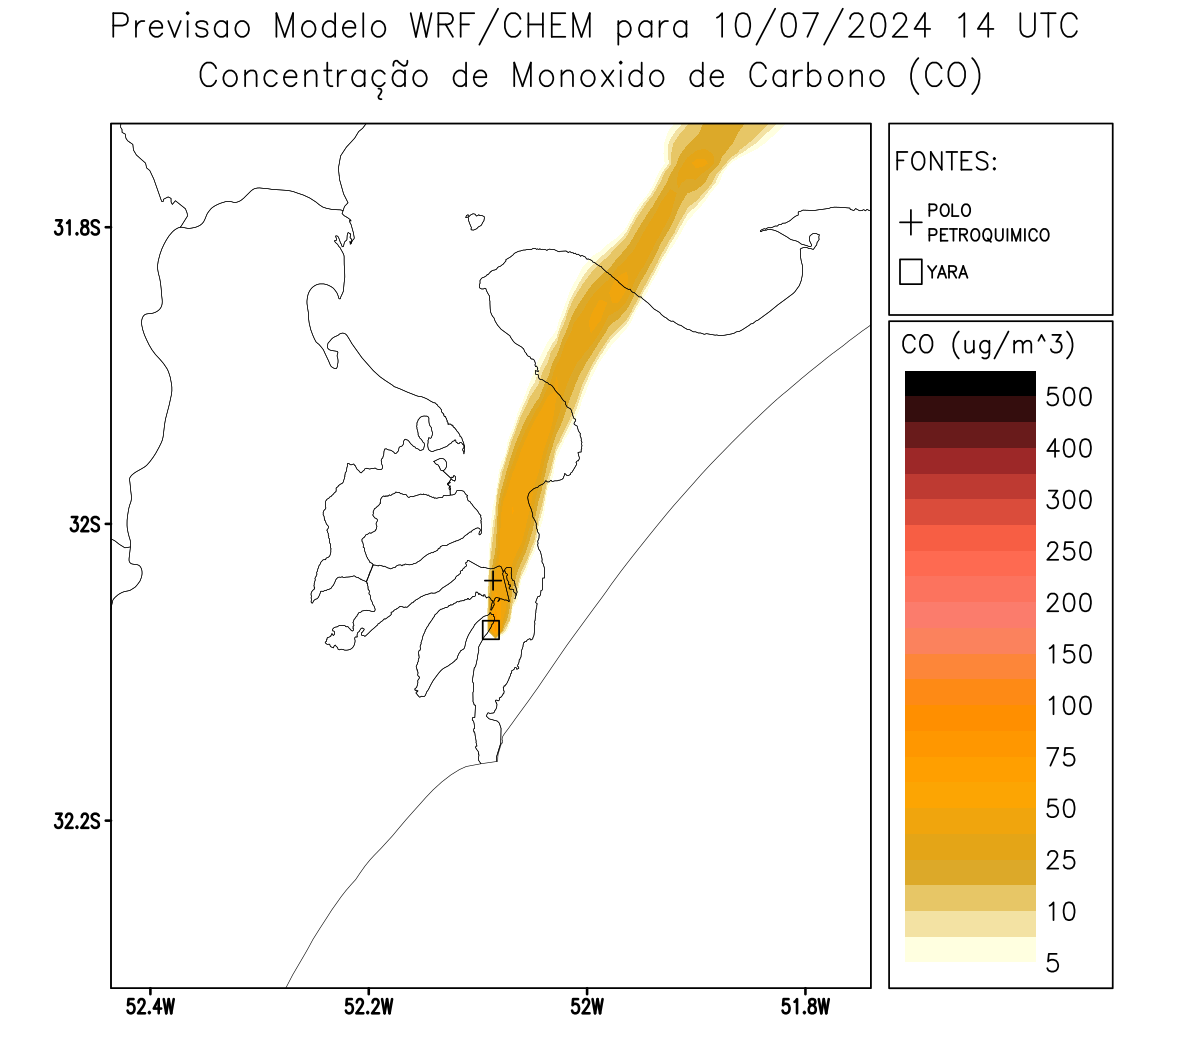 Previsao Modelo WRF/CHEM para 10/07/2024 14 UTC
Concentração de Monoxido de Carbono (CO)
FONTES:
POLO
PETROQUIMICO
YARA
CO (ug/m^3)
500
400
300
250
200
150
100
75
50
25
10
5
31.8S
32S
32.2S
52.4W
52.2W
52W
51.8W